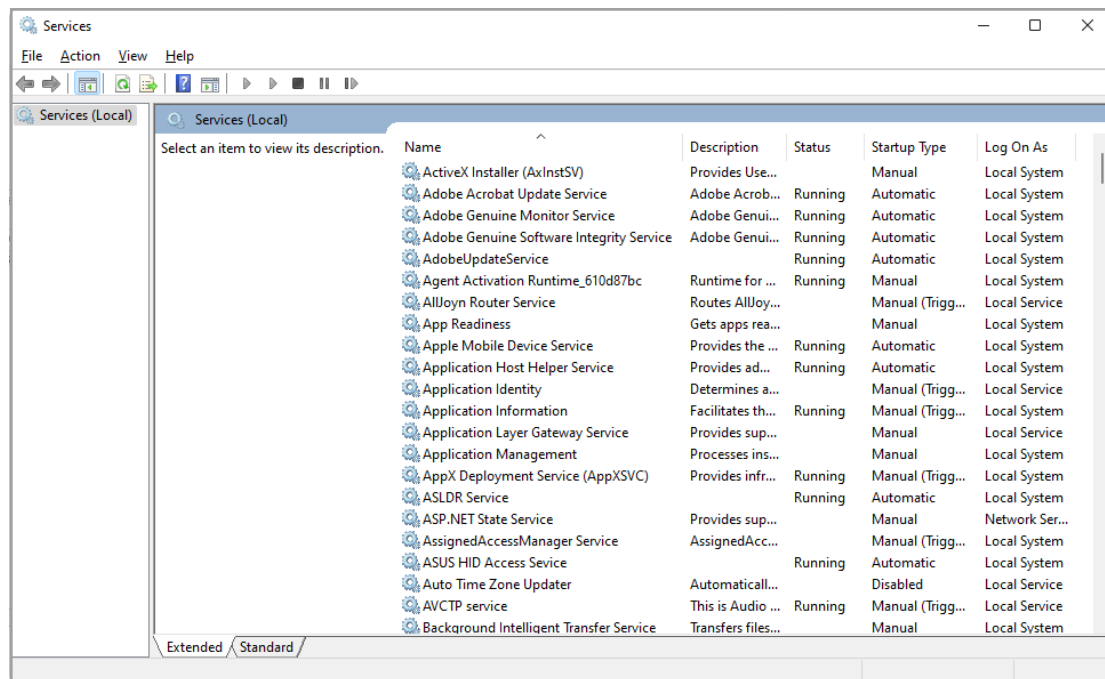 Services
File Action View Help
Services (Local)
Services (Local)
Select an item to view its description.
Name Description Status Startup Type Log On As
ActiveX Installer (AxInstSV) Provides Use... Manual Local System
Adobe Acrobat Update Service Adobe Acrob... Running Automatic Local System
Adobe Genuine Monitor Service Adobe Genui... Running Automatic Local System
Adobe Genuine Software Integrity Service Adobe Genui... Running Automatic Local System
AdobeUpdateService Running Automatic Local System
Agent Activation Runtime_610d87bc Runtime for ... Running Manual Local System
AllJoyn Router Service Routes AllJoy... Manual (Trigg... Local Service
App Readiness Gets apps rea... Manual Local System
Apple Mobile Device Service Provides the ... Running Automatic Local System
Application Host Helper Service Provides ad... Running Automatic Local System
Application Identity Determines a... Manual (Trigg... Local Service
Application Information Facilitates th... Running Manual (Trigg... Local System
Application Layer Gateway Service Provides sup... Manual Local Service
Application Management Processes ins... Manual Local System
AppX Deployment Service (AppXSVC) Provides infr... Running Manual (Trigg... Local System
ASLDR Service Running Automatic Local System
ASP.NET State Service Provides sup... Manual Network Ser...
AssignedAccessManager Service AssignedAcc... Manual (Trigg... Local System
ASUS HID Access Sevice Running Automatic Local System
Auto Time Zone Updater Automaticall... Disabled Local Service
AVCTP service This is Audio ... Running Manual (Trigg... Local Service
Background Intelligent Transfer Service Transfers files... Manual Local System
Extended Standard